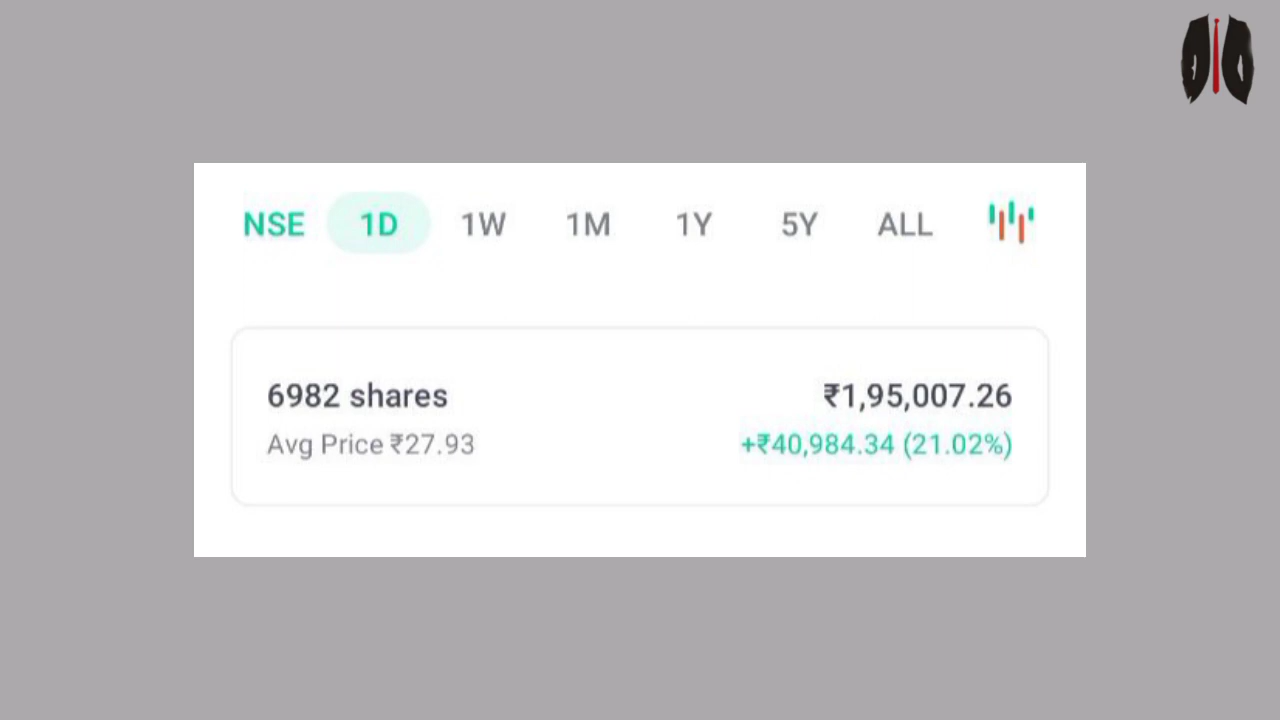 NSE 1D 1W 1M 1Y 5Y ALL
6982 shares ₹1,95,007.26
Avg Price ₹27.93 +₹40,984.34 (21.02%)